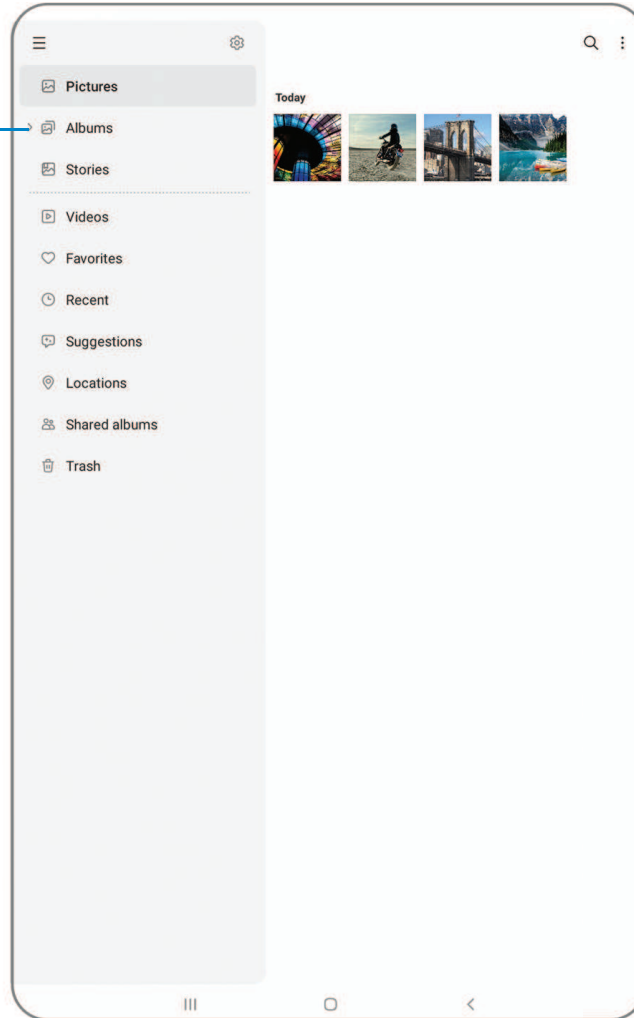 Pictures
Today
Albums
Stories
Videos
Favorites
Recent
Suggestions
Locations
Shared albums
Trash